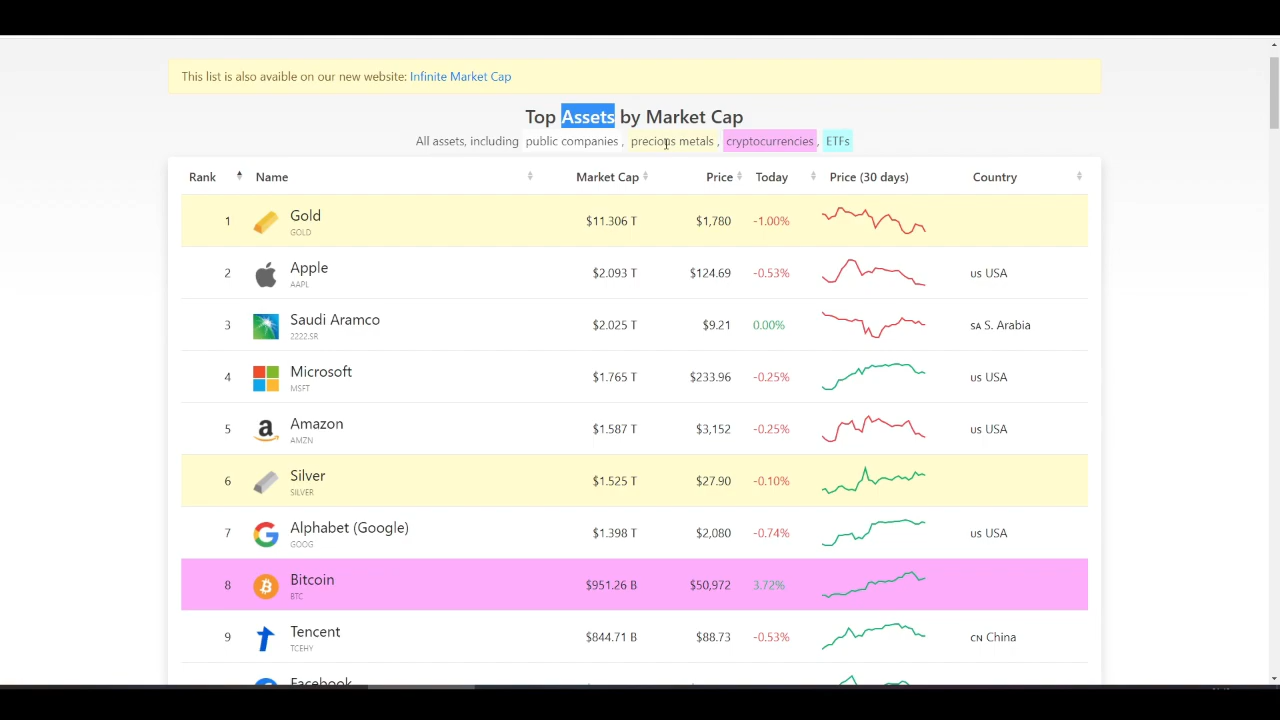 This list is also avaible on our new website: Infinite Market Cap
Top Assets by Market Cap
All assets, including public companies , precious metals , cryptocurrencies , ETFs
Rank Name Market Cap Price Today Price (30 days) Country
1 Gold $11.306 T $1,780 -1.00%
GOLD
2 Apple $2.093 T $124.69 -0.53% us USA
AAPL
3 Saudi Aramco $2.025 T $9.21 0.00% SA S. Arabia
2222.SR
4 Microsoft $1.765 T $233.96 -0.25% us USA
MSFT
5 Amazon $1.587 T $3,152 -0.25% us USA
AMZN
6 Silver $1.525 T $27.90 -0.10%
SILVER
7 Alphabet (Google) $1.398 T $2,080 -0.74% us USA
GOOG
8 Bitcoin $951.26 B $50,972 3.72%
BTC
9 Tencent $844.71 B $88.73 -0.53% CN China
TCEHY
Facebook